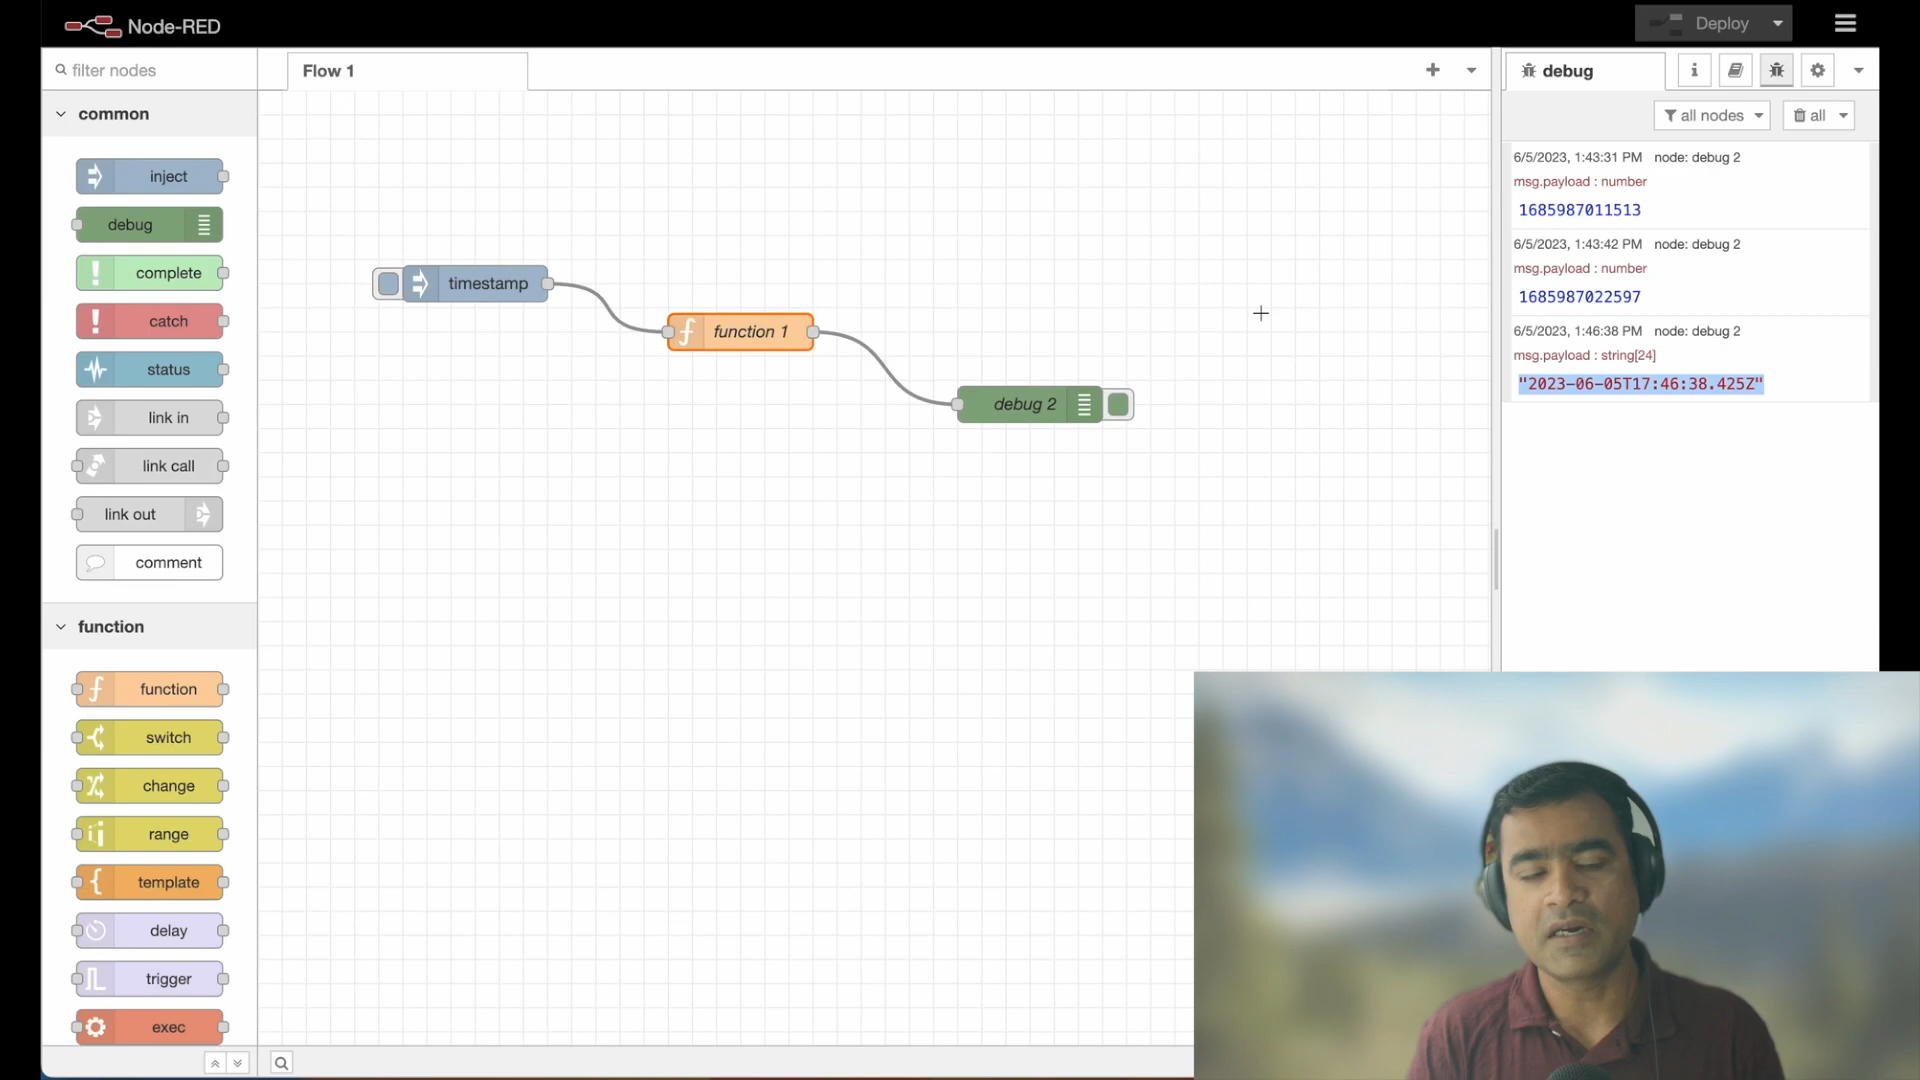 Node-RED
Deploy
filter nodes
Flow 1
debug
i
common
all nodes
all
inject
debug
complete
catch
status
link in
link call
link out
comment
function
function
switch
change
range
template
delay
trigger
exec
timestamp
function 1
debug 2
6/5/2023, 1:43:31 PM node: debug 2
msg.payload : number
1685987011513
6/5/2023, 1:43:42 PM node: debug 2
msg.payload : number
1685987022597
6/5/2023, 1:46:38 PM node: debug 2
msg.payload : string[24]
"2023-06-05T17:46:38.425Z"